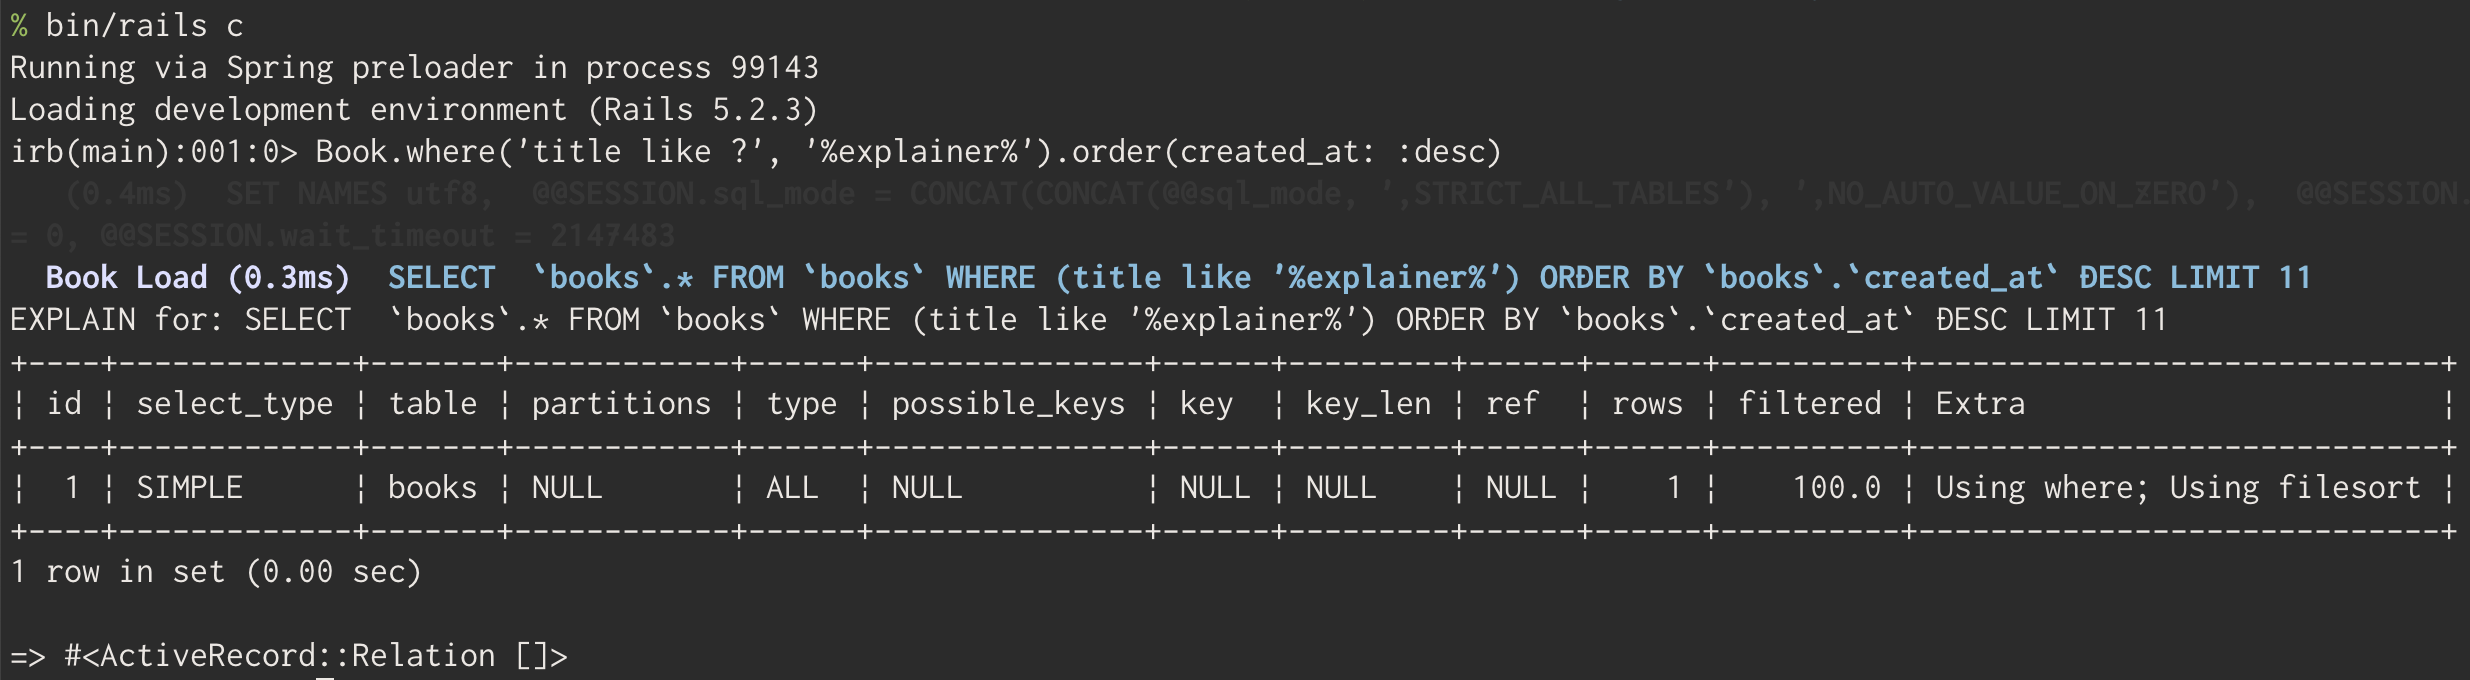 % bin/rails c
Running via Spring preloader in process 99143
Loading development environment (Rails 5.2.3)
irb(main):001:0> Book.where('title like ?', '%explainer%').order(created_at: :desc)
   (0.4ms)  SET NAMES utf8,  @@SESSION.sql_mode = CONCAT(CONCAT(@@sql_mode, ',STRICT_ALL_TABLES'), ',NO_AUTO_VALUE_ON_ZERO'),  @@SESSION.
= 0, @@SESSION.wait_timeout = 2147483
  Book Load (0.3ms)  SELECT  `books`.* FROM `books` WHERE (title like '%explainer%') ORDER BY `books`.`created_at` DESC LIMIT 11
EXPLAIN for: SELECT  `books`.* FROM `books` WHERE (title like '%explainer%') ORDER BY `books`.`created_at` DESC LIMIT 11
+----+-------------+-------+------------+------+---------------+------+---------+------+------+----------+-----------------------------+
¦ id ¦ select_type ¦ table ¦ partitions ¦ type ¦ possible_keys ¦ key  ¦ key_len ¦ ref  ¦ rows ¦ filtered ¦ Extra                       ¦
+----+-------------+-------+------------+------+---------------+------+---------+------+------+----------+-----------------------------+
¦  1 ¦ SIMPLE      ¦ books ¦ NULL       ¦ ALL  ¦ NULL          ¦ NULL ¦ NULL    ¦ NULL ¦    1 ¦    100.0 ¦ Using where; Using filesort ¦
+----+-------------+-------+------------+------+---------------+------+---------+------+------+----------+-----------------------------+
1 row in set (0.00 sec)
=> #<ActiveRecord::Relation []>